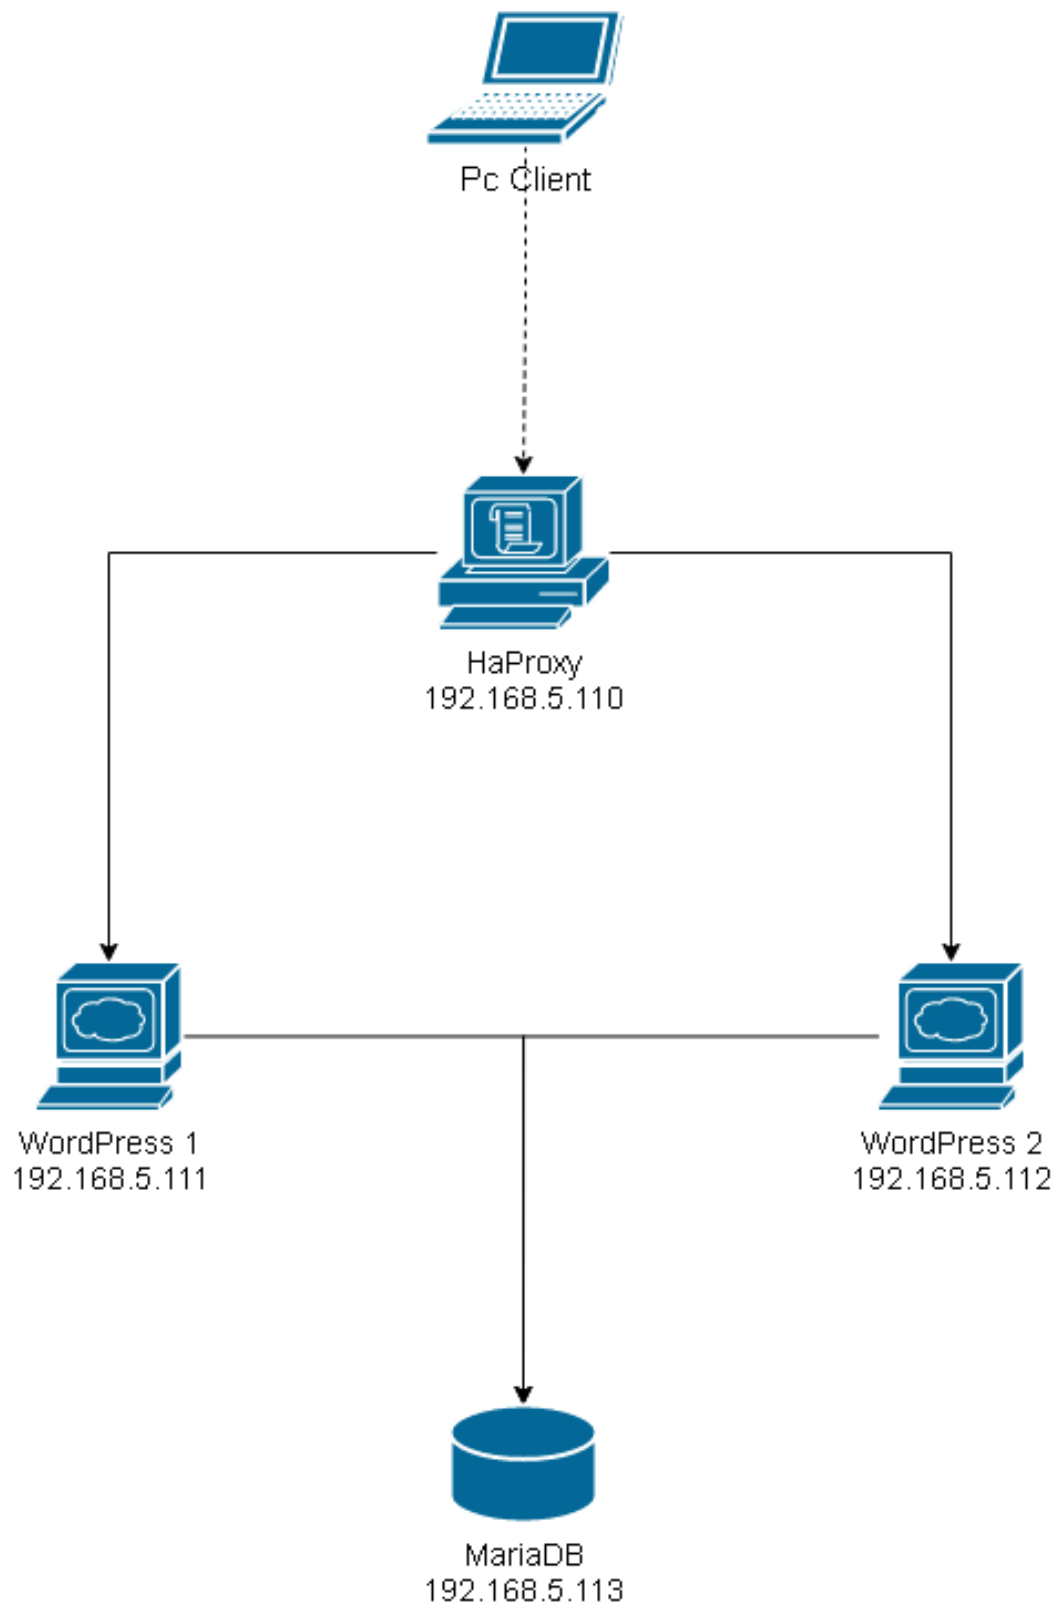 Pc Client
HaProxy
192.168.5.110
WordPress 1
192.168.5.111
WordPress 2
192.168.5.112
MariaDB
192.168.5.113